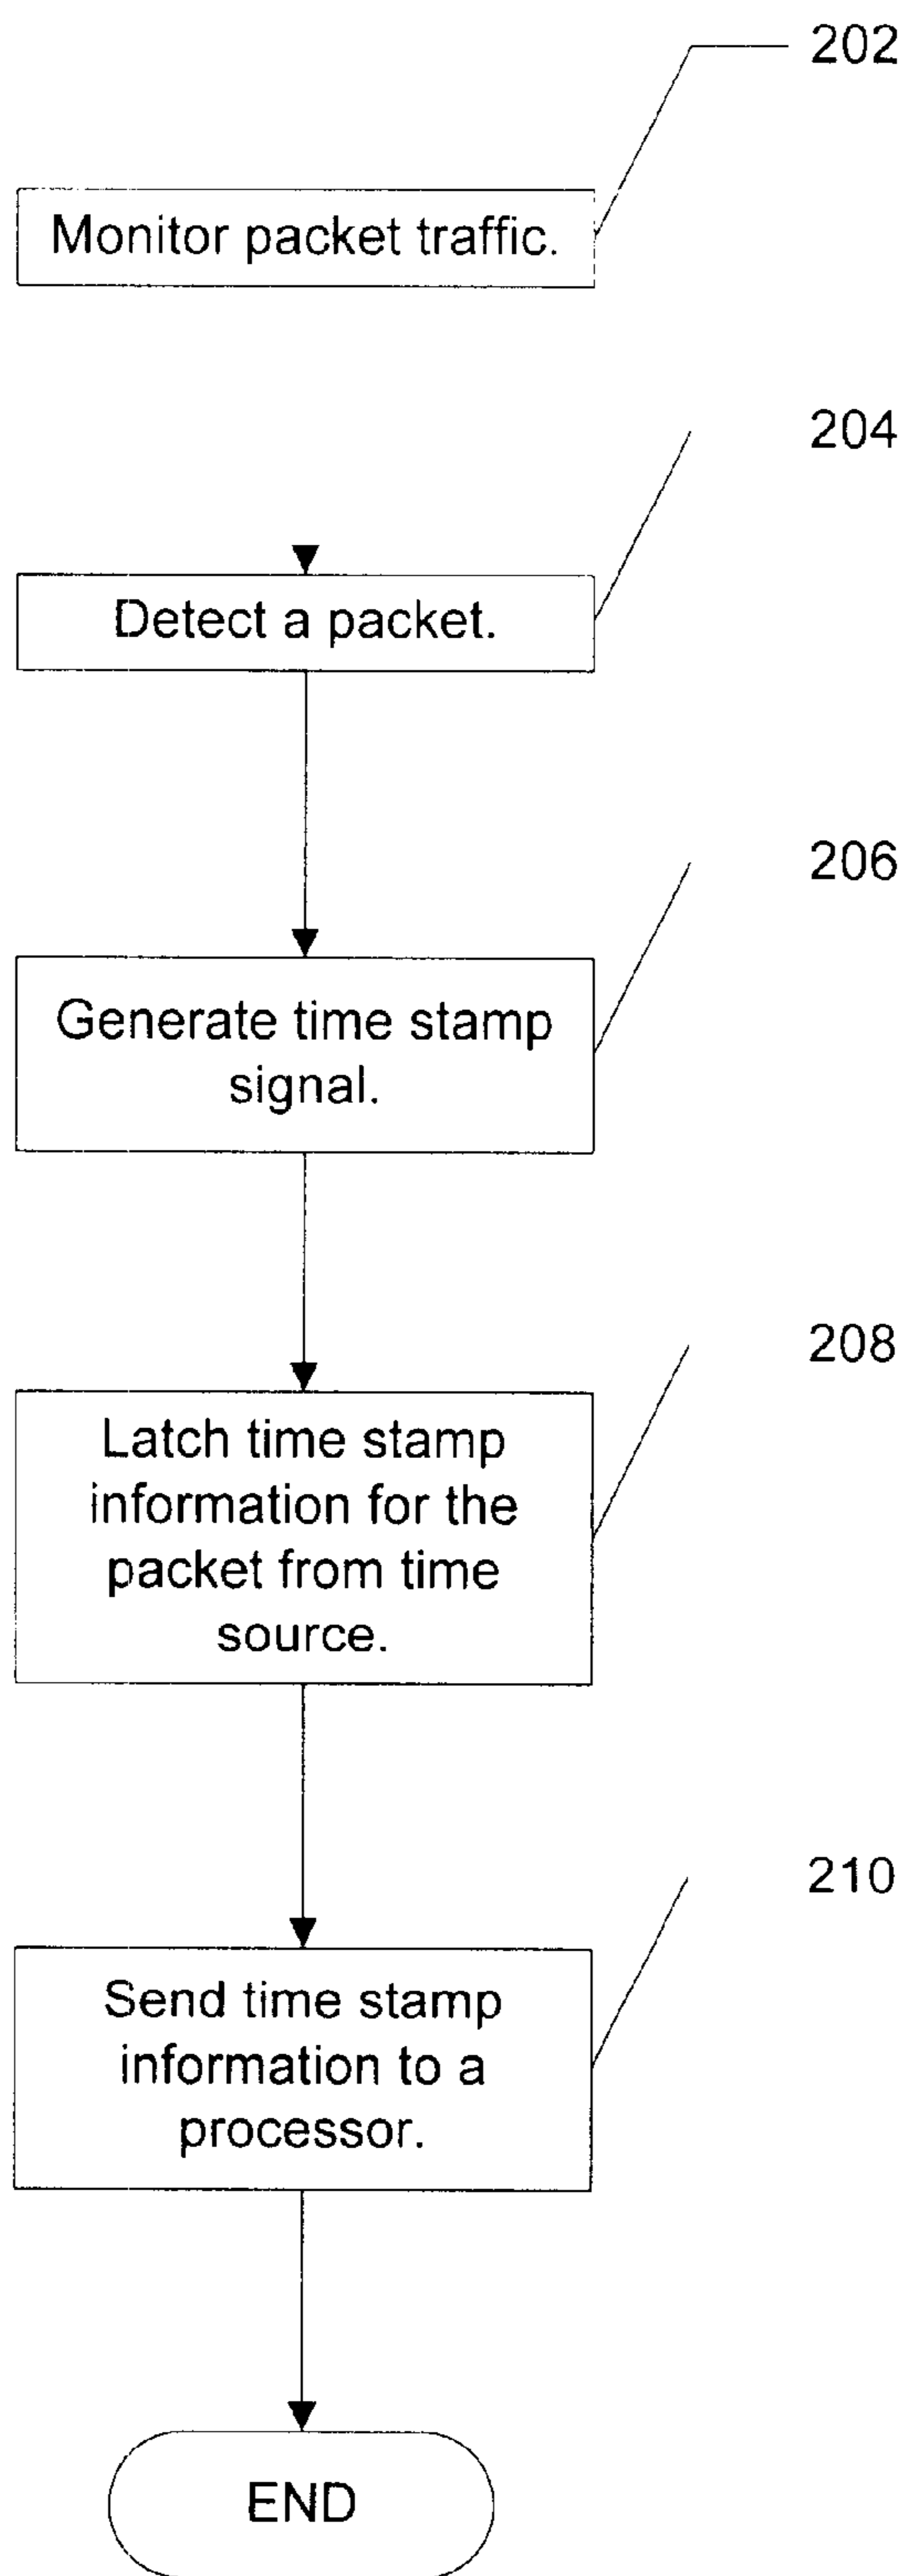 202
Monitor packet traffic.
204
Detect a packet.
206
Generate time stamp
signal.
208
Latch time stamp
information for the
packet from time
source.
210
Send time stamp
information to a
processor.
END